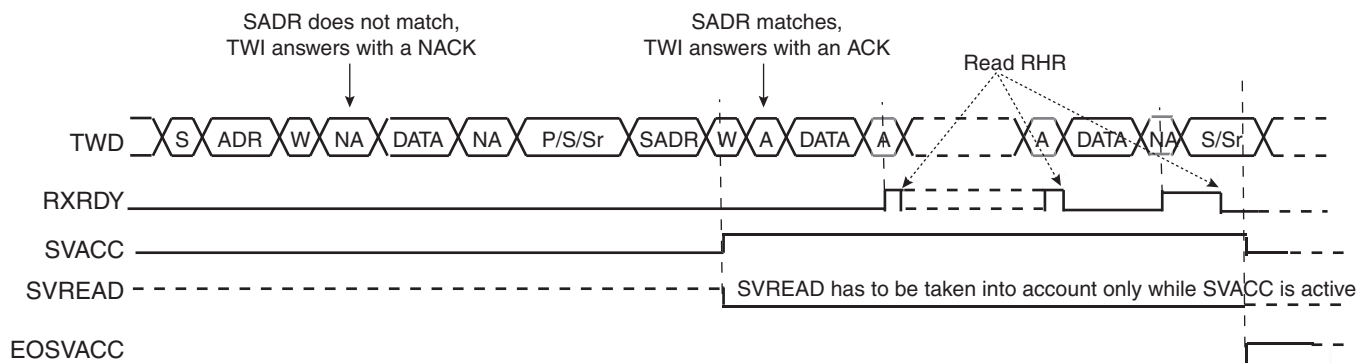 SADR does not match,
TWI answers with a NACK
SADR matches,
TWI answers with an ACK
Read RHR
TWD S ADR W NA DATA NA P/S/Sr SADR W A DATA A A DATA NA S/Sr
RXRDY
SVACC
SVREAD SVREAD has to be taken into account only while SVACC is active
EOSVACC